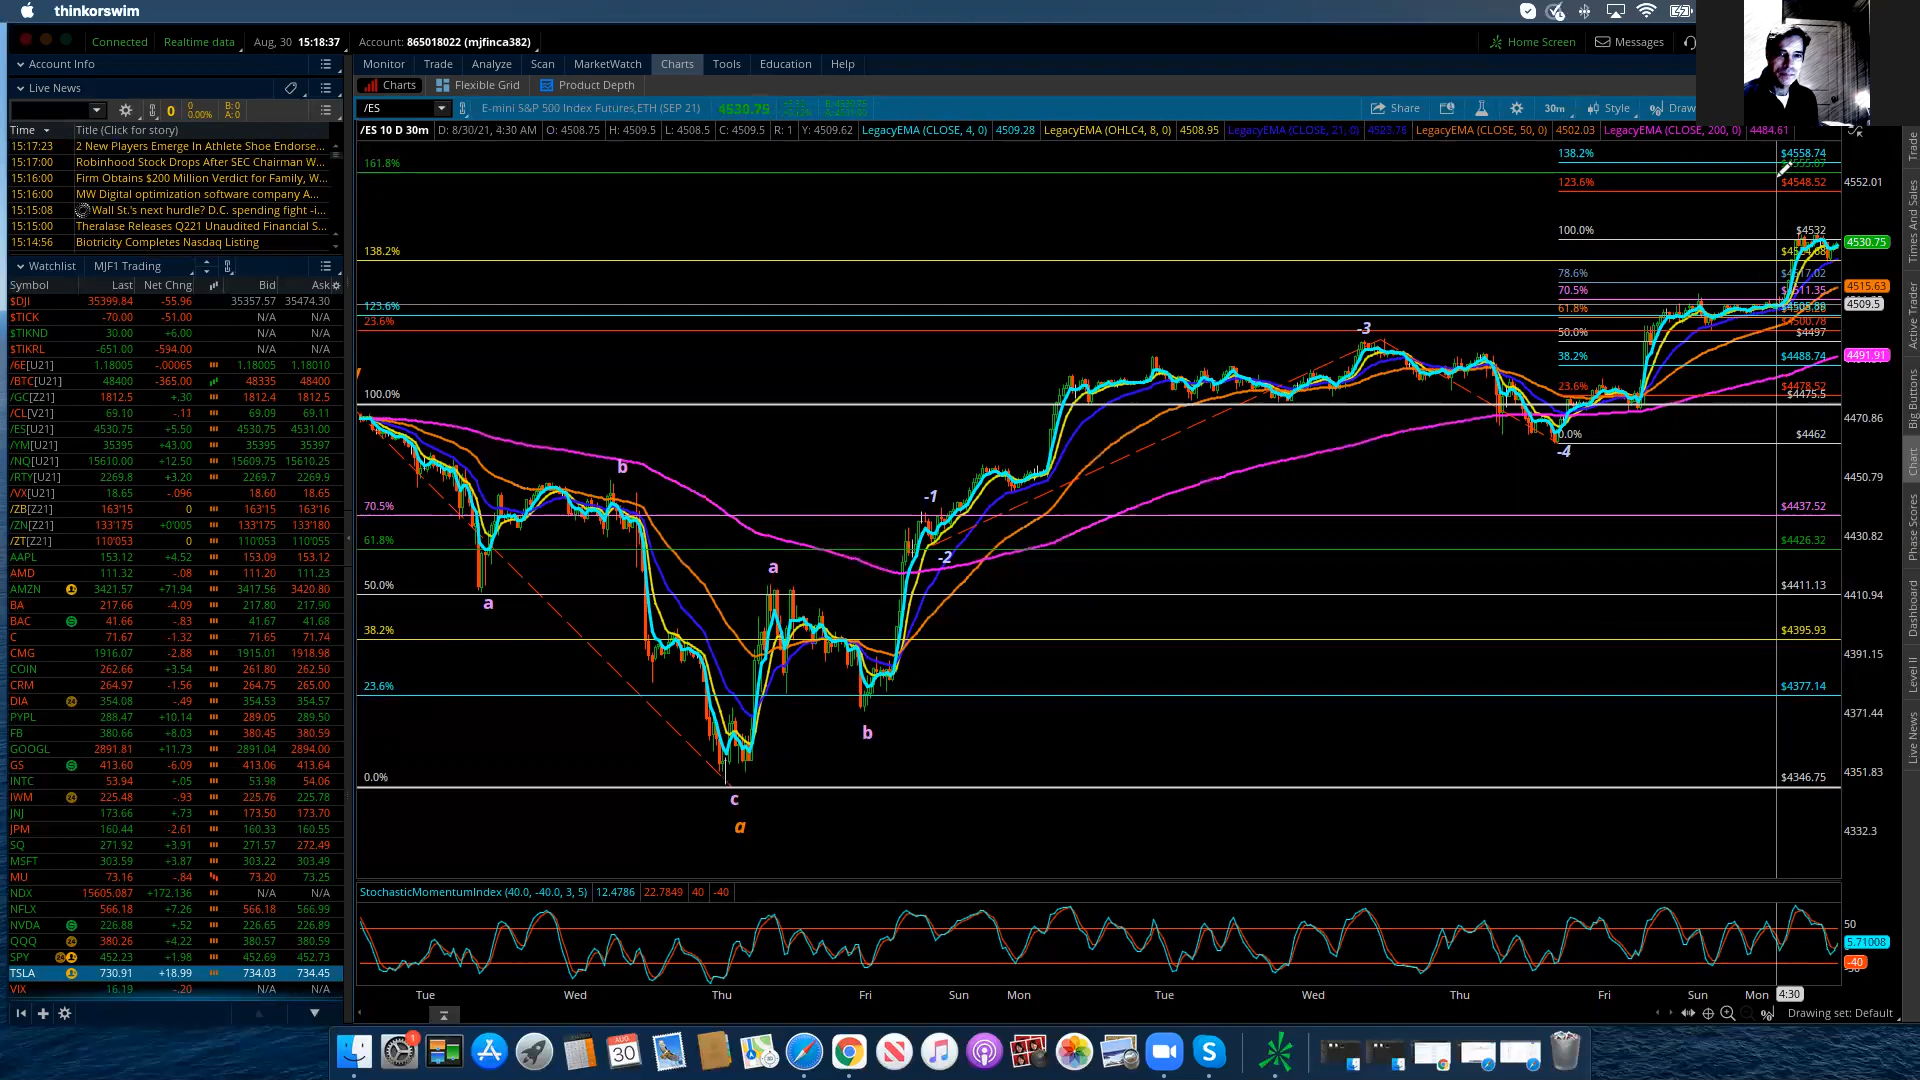 thinkorswim
Connected Realtime data Aug, 30 15:18:37 Account: 865018022 (mjfinca382) Home Screen Messages
Account Info
Monitor Trade Analyze Scan MarketWatch Charts Tools Education Help
Live News
Charts Flexible Grid Product Depth
0 0 0.00% B: 0 A: 0
/ES E-mini S&P 500 Index Futures,ETH (SEP 21) 4530.75 Share 30m Style Draw
Time Title (Click for story)
/ES 10 D 30m D: 8/30/21, 4:30 AM O: 4508.75 H: 4509.5 L: 4508.5 C: 4509.5 R: 1 Y: 4509.62 LegacyEMA (CLOSE, 4, 0) 4509.28 LegacyEMA (OHLC4, 8, 0) 4508.95 LegacyEMA (CLOSE, 21, 0) LegacyEMA (CLOSE, 50, 0) 4502.03 LegacyEMA (CLOSE, 200, 0) 4484.61
15:17:23 2 New Players Emerge In Athlete Shoe Endorse...
15:17:00 Robinhood Stock Drops After SEC Chairman W...
15:16:00 Firm Obtains $200 Million Verdict for Family, W...
15:16:00 MW Digital optimization software company A...
15:15:08 Wall St.'s next hurdle? D.C. spending fight -i...
15:15:00 Theralase Releases Q221 Unaudited Financial S...
15:14:56 Biotricity Completes Nasdaq Listing
Watchlist MJF1 Trading
Symbol Last Net Chng Bid Ask
$DJI 35399.84 -55.96 35357.57 35474.30
$TICK -70.00 -51.00 N/A N/A
$TIKND 30.00 +6.00 N/A N/A
$TIKRL -651.00 -594.00 N/A N/A
/6E[U21] 1.18005 -.00065 1.18005 1.18010
/BTC[U21] 48400 -365.00 48335 48400
/GC[Z21] 1812.5 +.30 1812.4 1812.5
/CL[V21] 69.10 -.11 69.09 69.11
/ES[U21] 4530.75 +5.50 4530.75 4531.00
/YM[U21] 35395 +43.00 35395 35397
/NQ[U21] 15610.00 +12.50 15609.75 15610.25
/RTY[U21] 2269.8 +3.20 2269.7 2269.9
/VX[U21] 18.65 -.096 18.60 18.65
/ZB[Z21] 163'15 0 163'15 163'16
/ZN[Z21] 133'175 +0'005 133'175 133'180
/ZT[Z21] 110'053 0 110'053 110'055
AAPL 153.12 +4.52 153.09 153.12
AMD 111.32 -.08 111.20 111.23
AMZN 3421.57 +71.94 3417.56 3420.80
BA 217.66 -4.09 217.80 217.90
BAC 41.66 -.83 41.67 41.68
C 71.67 -1.32 71.65 71.74
CMG 1916.07 -2.88 1915.01 1918.98
COIN 262.66 +3.54 261.80 262.50
CRM 264.97 -1.56 264.75 265.00
DIA 354.08 -.49 354.53 354.57
PYPL 288.47 +10.14 289.05 289.50
FB 380.66 +8.03 380.45 380.59
GOOGL 2891.81 +11.73 2891.04 2894.00
GS 413.60 -6.09 413.06 413.64
INTC 53.94 +.05 53.98 54.06
IWM 225.48 -.93 225.76 225.78
JNJ 173.66 +.73 173.50 173.70
JPM 160.44 -2.61 160.33 160.55
SQ 271.92 +3.91 271.22 272.49
MSFT 303.59 +3.87 303.22 303.49
MU 73.16 -.84 73.20 73.25
NDX 15605.087 +172.136 N/A N/A
NFLX 566.18 +7.26 566.18 566.99
NVDA 226.88 +.52 226.65 226.89
QQQ 380.26 +4.22 380.57 380.59
SPY 452.23 +1.98 452.69 452.73
TSLA 730.91 +18.99 734.03 734.45
VIX 16.19 -.20 N/A N/A
161.8%
138.2%
123.6%
23.6%
100.0%
70.5%
61.8%
50.0%
38.2%
23.6%
0.0%
a
b
c
a
a
b
-1
-2
-3
-4
138.2% $4558.74
123.6% $4548.52
100.0% $4532
78.6% $4517.02
70.5% $4511.35
61.8%
$4500.78
50.0% $4497
38.2% $4488.74
23.6% $4478.52
$4475.5
0.0% $4462
$4437.52
$4426.32
$4411.13
$4395.93
$4377.14
$4346.75
4552.01
4530.75
4515.63
4509.5
4491.91
4470.86
4450.79
4430.82
4410.94
4391.15
4371.44
4351.83
4332.3
Trade
Times And Sales
Active Trader
Big Buttons
Chart
Phase Scores
Dashboard
Level II
Live News
StochasticMomentumIndex (40.0, -40.0, 3, 5) 12.4786 22.7849 40 -40
50
5.71008
-40
Tue Wed Thu Fri Sun Mon Tue Wed Thu Fri Sun Mon 4:30
Drawing set: Default
1
AUG 30